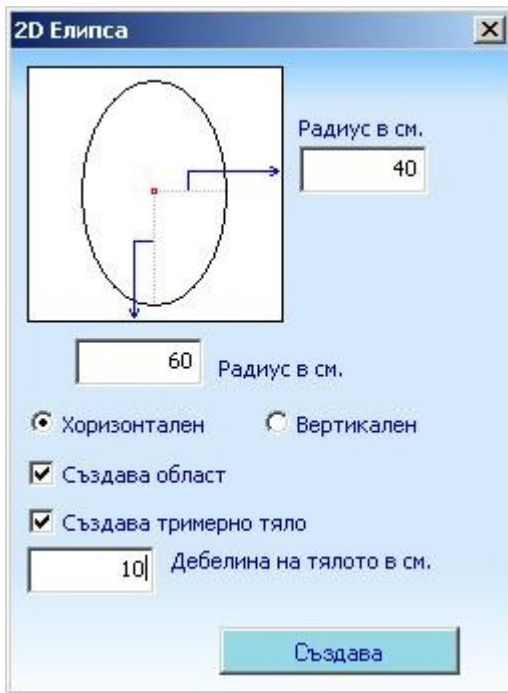 2D Елипса
Радиус в см.
40
60
Радиус в см.
Хоризонтален
Вертикален
Създава област
Създава тримерно тяло
10
Дебелина на тялото в см.
Създава